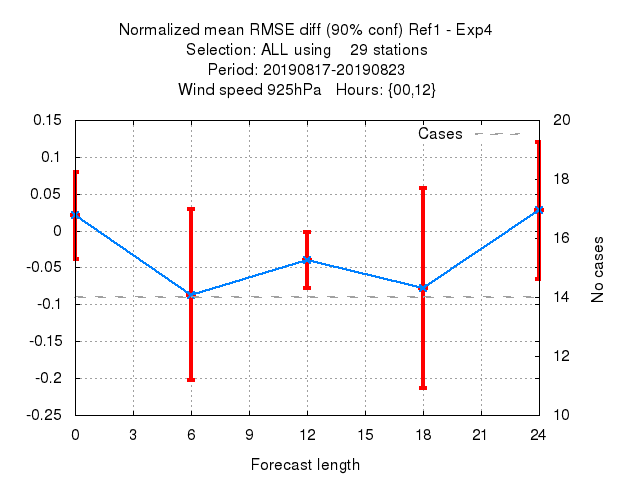 Normalized mean RMSE diff (90% conf) Ref1 - Exp4
Selection: ALL using    29 stations
Period: 20190817-20190823
Wind speed 925hPa   Hours: {00,12}
Cases
0.15
0.1
0.05
0
-0.05
-0.1
-0.15
-0.2
-0.25
20
18
16
14
12
10
No cases
0 3 6 9 12 15 18 21 24
Forecast length